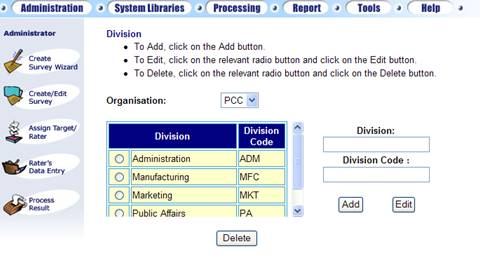 Administration System Libraries Processing Report Tools Help
Administrator
Create
Survey Wizard
Create/Edit
Survey
Assign Target/
Rater
Rater's
Data Entry
Process
Result
Division
• To Add, click on the Add button.
• To Edit, click on the relevant radio button and click on the Edit button.
• To Delete, click on the relevant radio button and click on the Delete button.
Organisation: PCC
Division Division Code
Administration ADM
Manufacturing MFC
Marketing MKT
Public Affairs PA
Division:
Division Code :
Add Edit
Delete